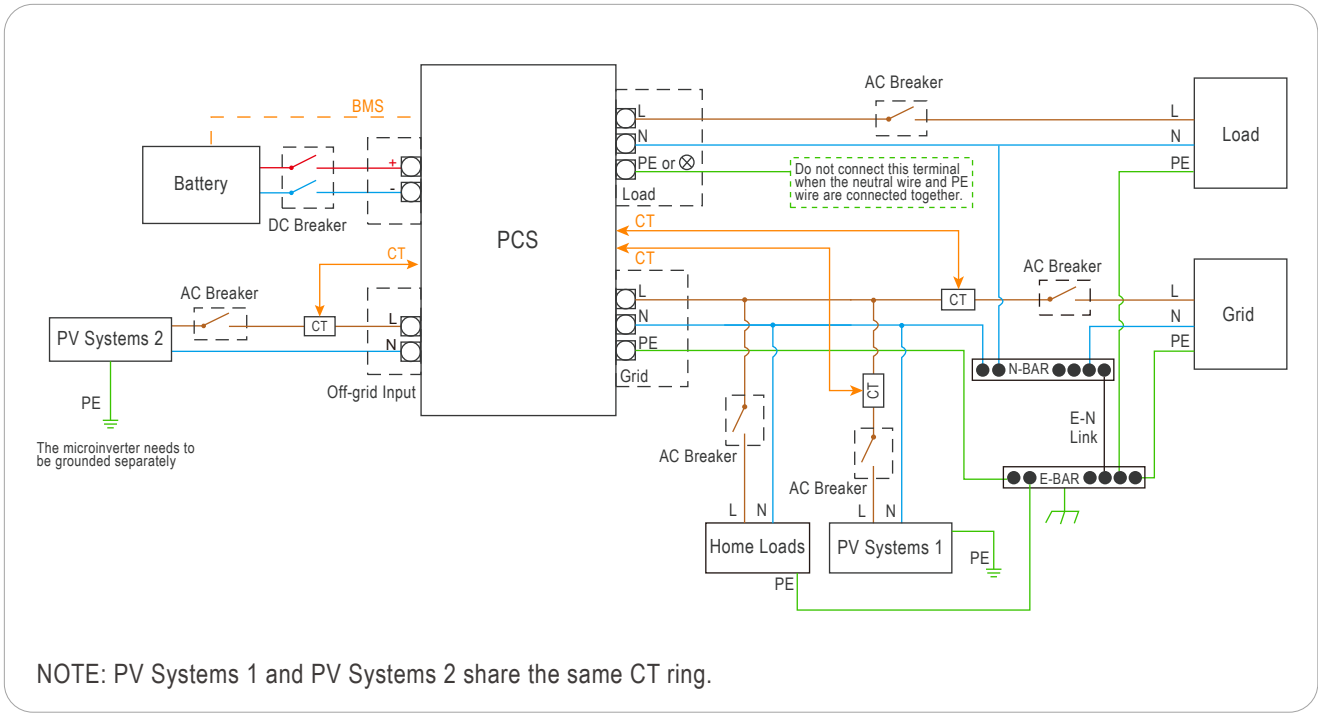 BMS
Battery
DC Breaker
+
-
CT
AC Breaker
CT
PV Systems 2
L
N
Off-grid Input
PE
The microinverter needs to
be grounded separately
PCS
L
N
PE or ⊗
Load
Do not connect this terminal
when the neutral wire and PE
wire are connected together.
AC Breaker
L
N
PE
Load
CT
CT
L
N
PE
Grid
CT
AC Breaker
L
N
PE
Grid
N-BAR
E-N
Link
E-BAR
CT
AC Breaker
AC Breaker
L N
L N
Home Loads
PV Systems 1
PE
PE
NOTE: PV Systems 1 and PV Systems 2 share the same CT ring.